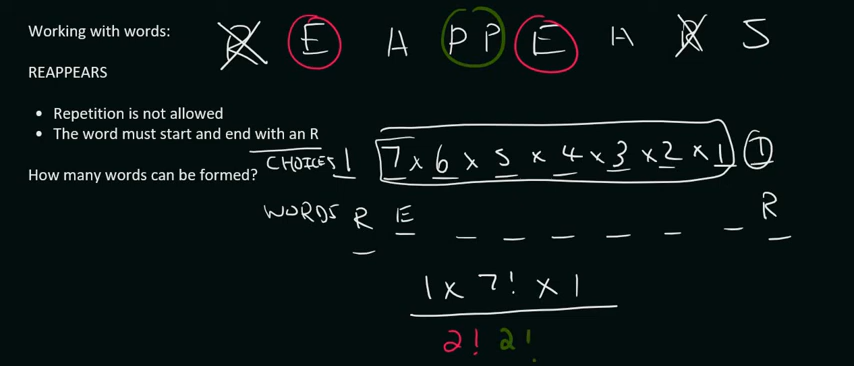 Working with words:
R E A P P E A R S
REAPPEARS
• Repetition is not allowed
• The word must start and end with an R
CHOICES 1 7 x 6 x 5 x 4 x 3 x 2 x 1 1
How many words can be formed?
WORDS R E _ _ _ _ _ _ R
1 x 7! x 1
2! 2!